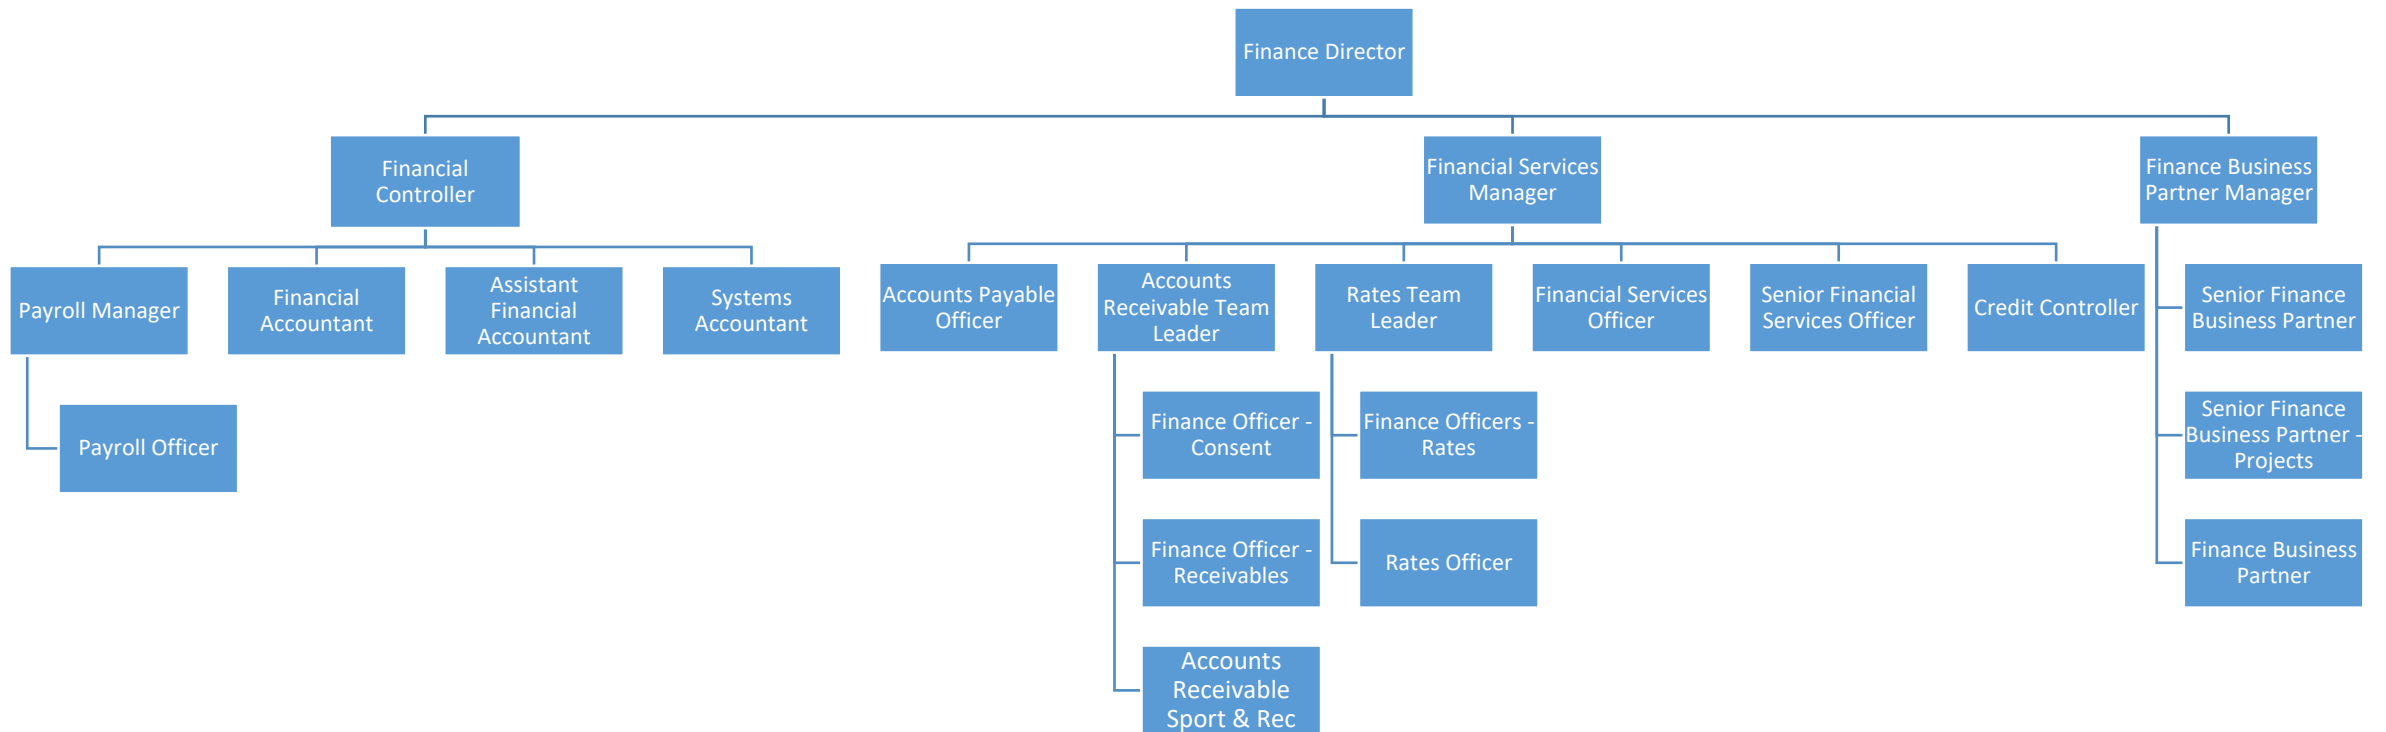 Finance Director
Financial
Controller
Financial Services
Manager
Finance Business
Partner Manager
Payroll Manager
Financial
Accountant
Assistant
Financial
Accountant
Systems
Accountant
Accounts Payable
Officer
Accounts
Receivable Team
Leader
Rates Team
Leader
Financial Services
Officer
Senior Financial
Services Officer
Credit Controller
Senior Finance
Business Partner
Payroll Officer
Finance Officer -
Consent
Finance Officers -
Rates
Senior Finance
Business Partner -
Projects
Finance Officer -
Receivables
Rates Officer
Finance Business
Partner
Accounts
Receivable
Sport & Rec